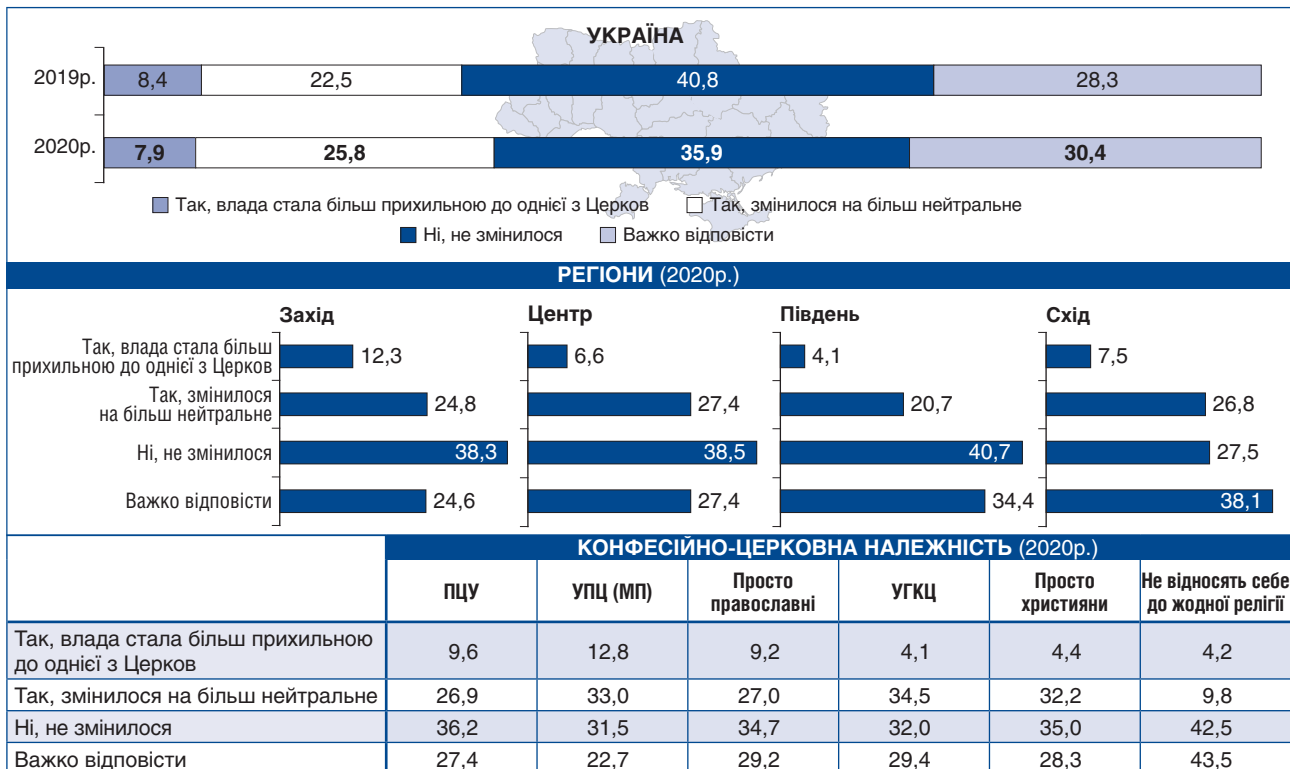 УКРАЇНА
2019р. 8,4 22,5 40,8 28,3
2020р. 7,9 25,8 35,9 30,4
Так, влада стала більш прихильною до однієї з Церков Так, змінилося на більш нейтральне
Ні, не змінилося Важко відповісти
РЕГІОНИ (2020р.)
Захід Центр Південь Схід
Так, влада стала більш
прихильною до однієї з Церков 12,3 6,6 4,1 7,5
Так, змінилося
на більш нейтральне 24,8 27,4 20,7 26,8
Ні, не змінилося 38,3 38,5 40,7 27,5
Важко відповісти 24,6 27,4 34,4 38,1
КОНФЕСІЙНО-ЦЕРКОВНА НАЛЕЖНІСТЬ (2020р.)
ПЦУ УПЦ (МП) Просто православні УГКЦ Просто християни Не відносять себе до жодної релігії
Так, влада стала більш прихильною
до однієї з Церков 9,6 12,8 9,2 4,1 4,4 4,2
Так, змінилося на більш нейтральне 26,9 33,0 27,0 34,5 32,2 9,8
Ні, не змінилося 36,2 31,5 34,7 32,0 35,0 42,5
Важко відповісти 27,4 22,7 29,2 29,4 28,3 43,5